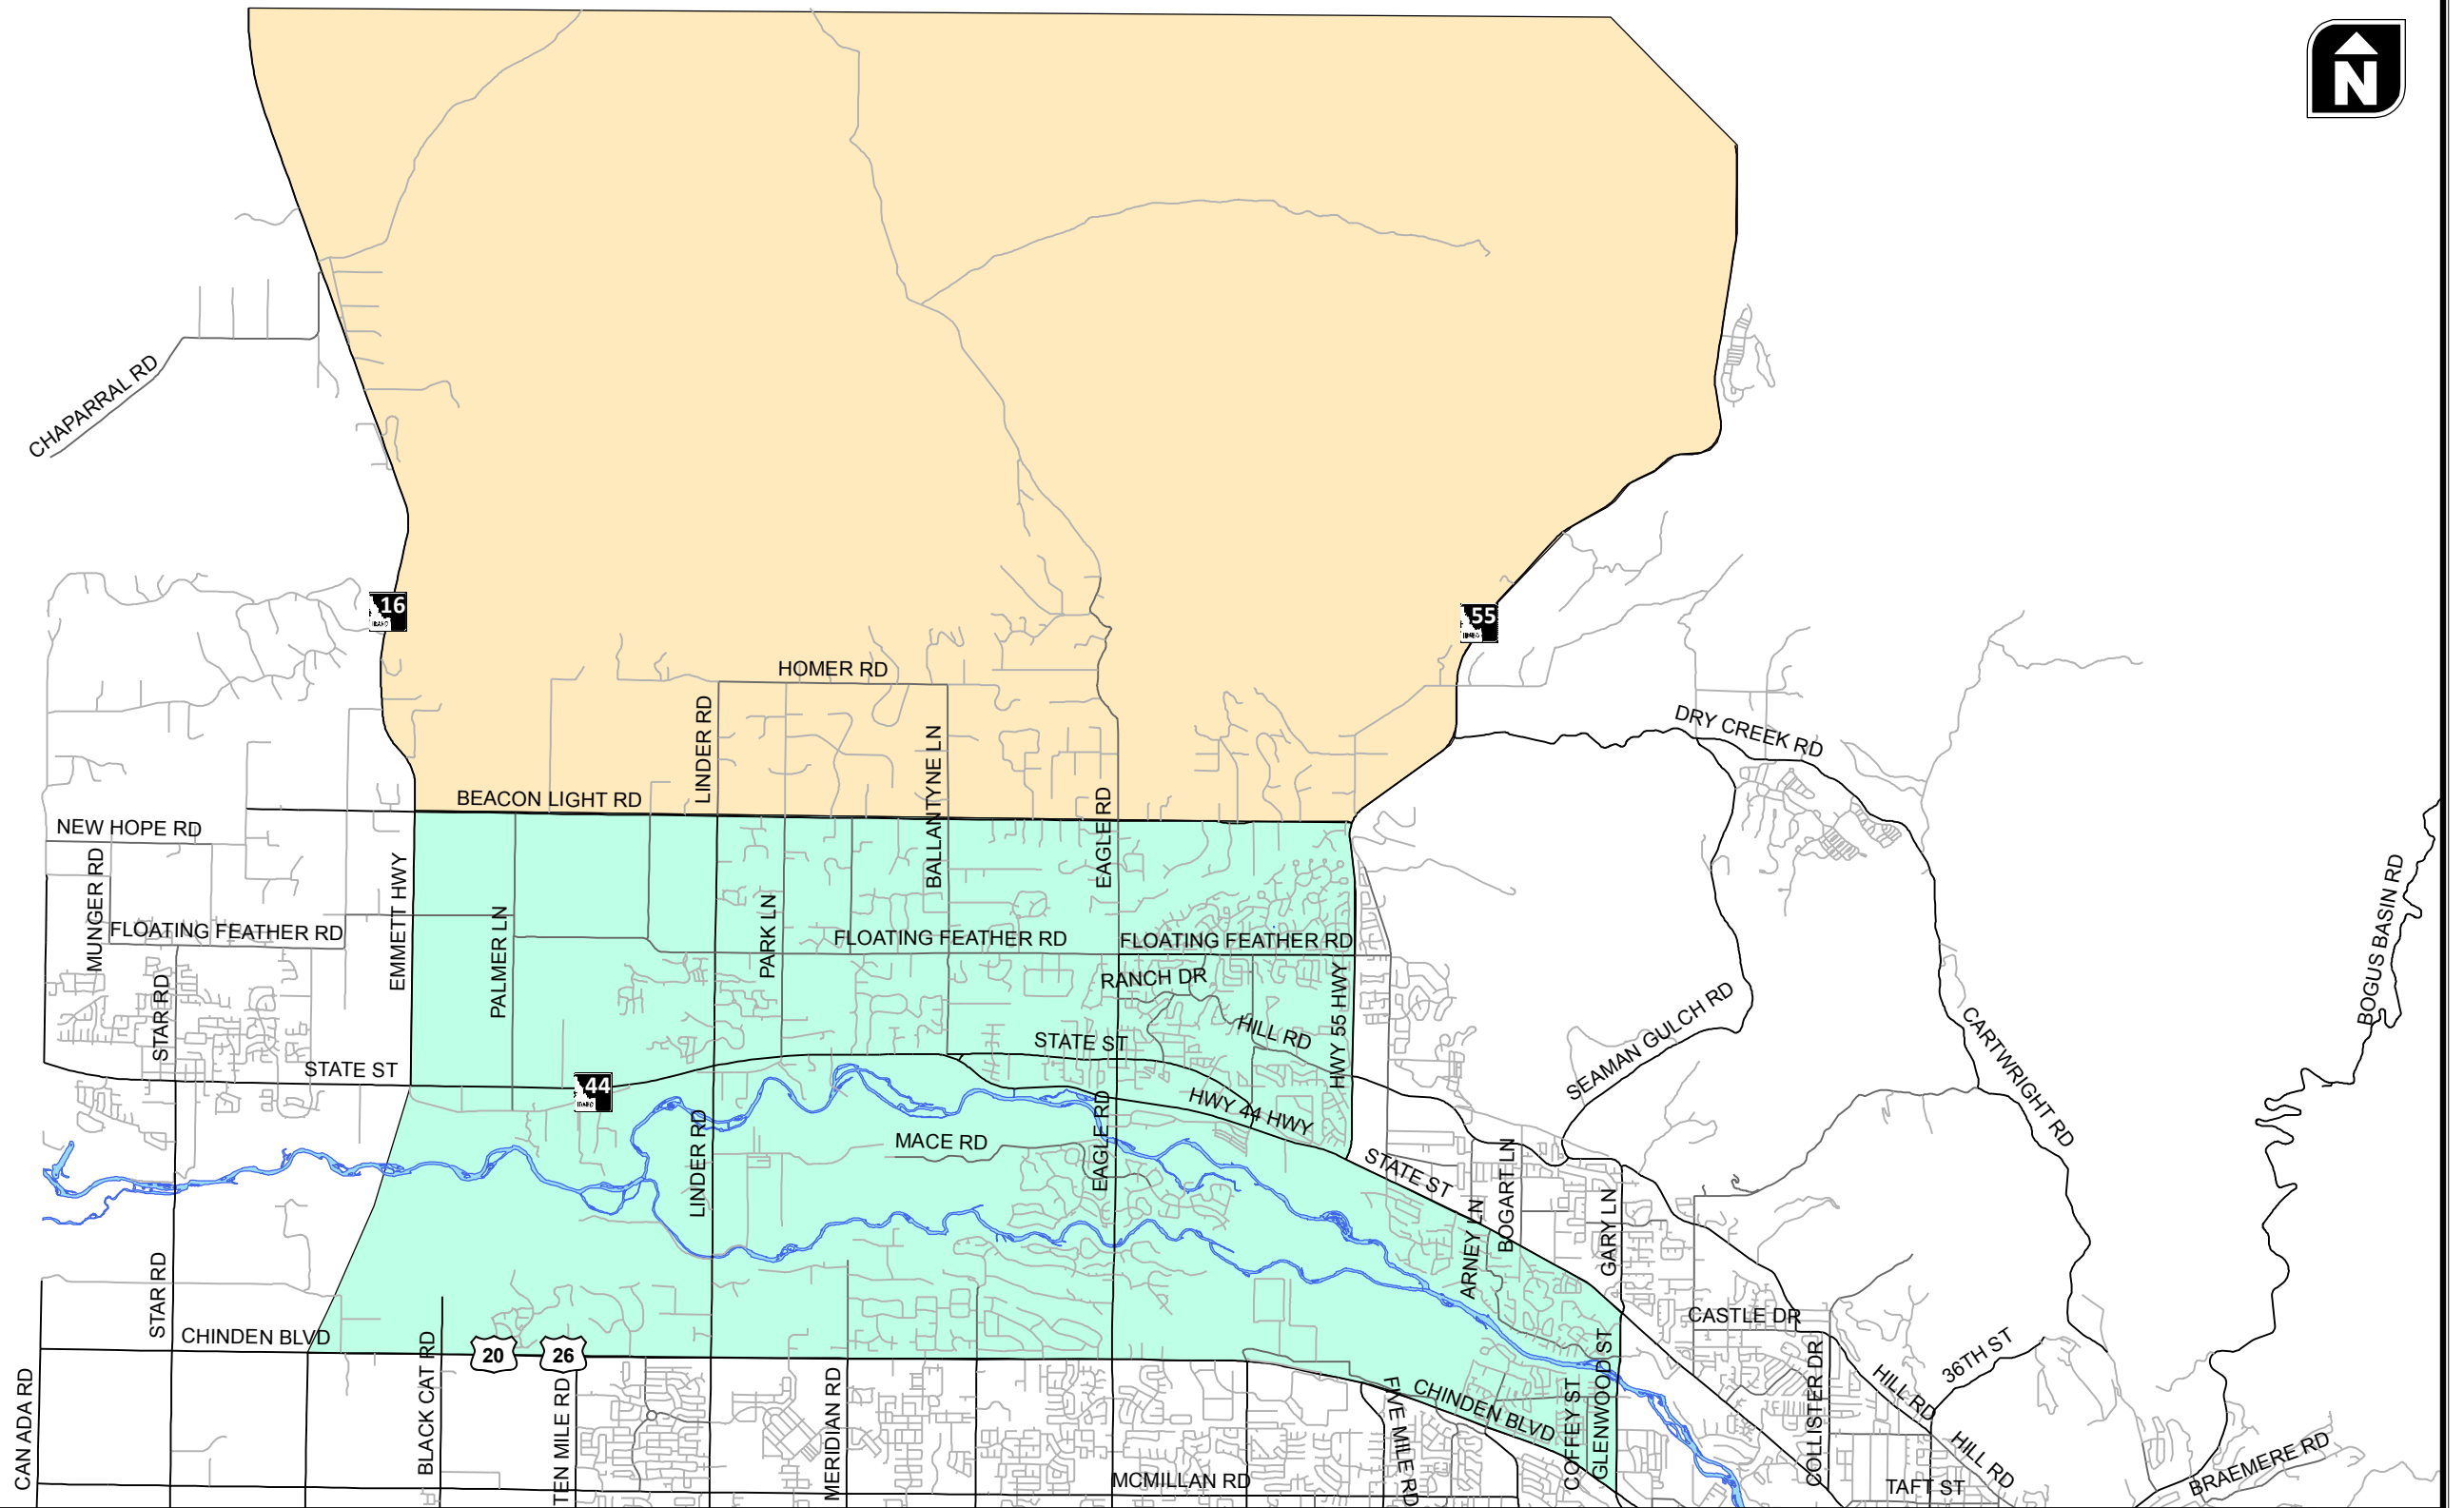 N
CHAPARRAL RD
16
55
HOMER RD
LINDER RD
BALLANTYNE LN
DRY CREEK RD
BEACON LIGHT RD
EAGLE RD
NEW HOPE RD
MUNGER RD
EMMETT HWY
PALMER LN
PARK LN
FLOATING FEATHER RD
FLOATING FEATHER RD
FLOATING FEATHER RD
RANCH DR
BOGUS BASIN RD
STAR RD
HILL RD
HWY 55 HWY
SEAMAN GULCH RD
CARTWRIGHT RD
STATE ST
STATE ST
44
HWY 44 HWY
LINDER RD
MACE RD
EAGLE RD
STATE ST
BOGART LN
ARNEY LN
GARY LN
STAR RD
CHINDEN BLVD
CASTLE DR
BLACK CAT RD
20
26
36TH ST
CAN ADA RD
TEN MILE RD
MERIDIAN RD
FIVE MILE RD
CHINDEN BLVD
COFFEY ST
GLENWOOD ST
COLLISTER DR
HILL RD
HILL RD
MCMILLAN RD
TAFT ST
BRAEMERE RD